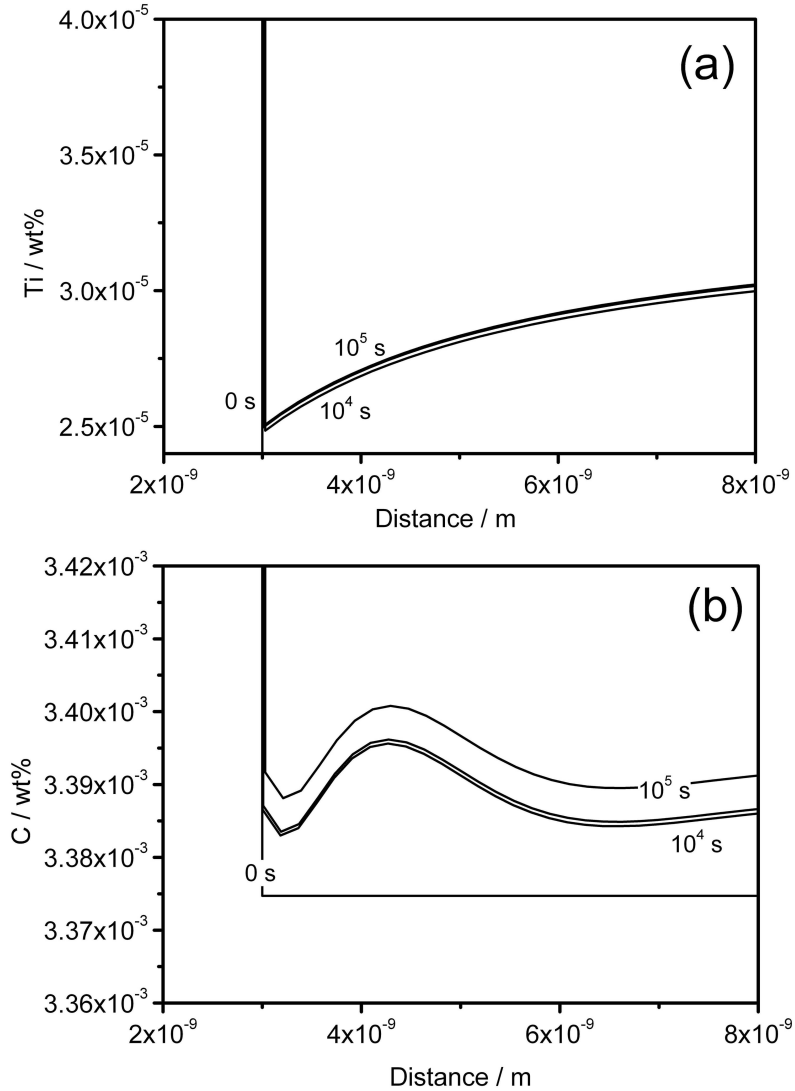 4.0x10⁻⁵
(a)
3.5x10⁻⁵
Ti / wt%
3.0x10⁻⁵
10⁵ s
0 s
10⁴ s
2.5x10⁻⁵
2x10⁻⁹ 4x10⁻⁹ 6x10⁻⁹ 8x10⁻⁹
Distance / m
3.42x10⁻³
(b)
3.41x10⁻³
3.40x10⁻³
C / wt%
3.39x10⁻³
10⁵ s
3.38x10⁻³
10⁴ s
0 s
3.37x10⁻³
3.36x10⁻³
2x10⁻⁹ 4x10⁻⁹ 6x10⁻⁹ 8x10⁻⁹
Distance / m